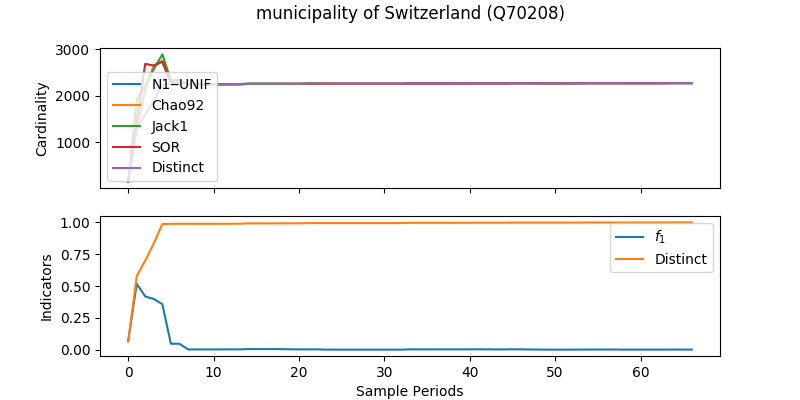 municipality of Switzerland (Q70208)
3000
2000
1000
Cardinality
N1-UNIF
Chao92
Jack1
SOR
Distinct
1.00
0.75
0.50
0.25
0.00
Indicators
f1
Distinct
0 10 20 30 40 50 60
Sample Periods